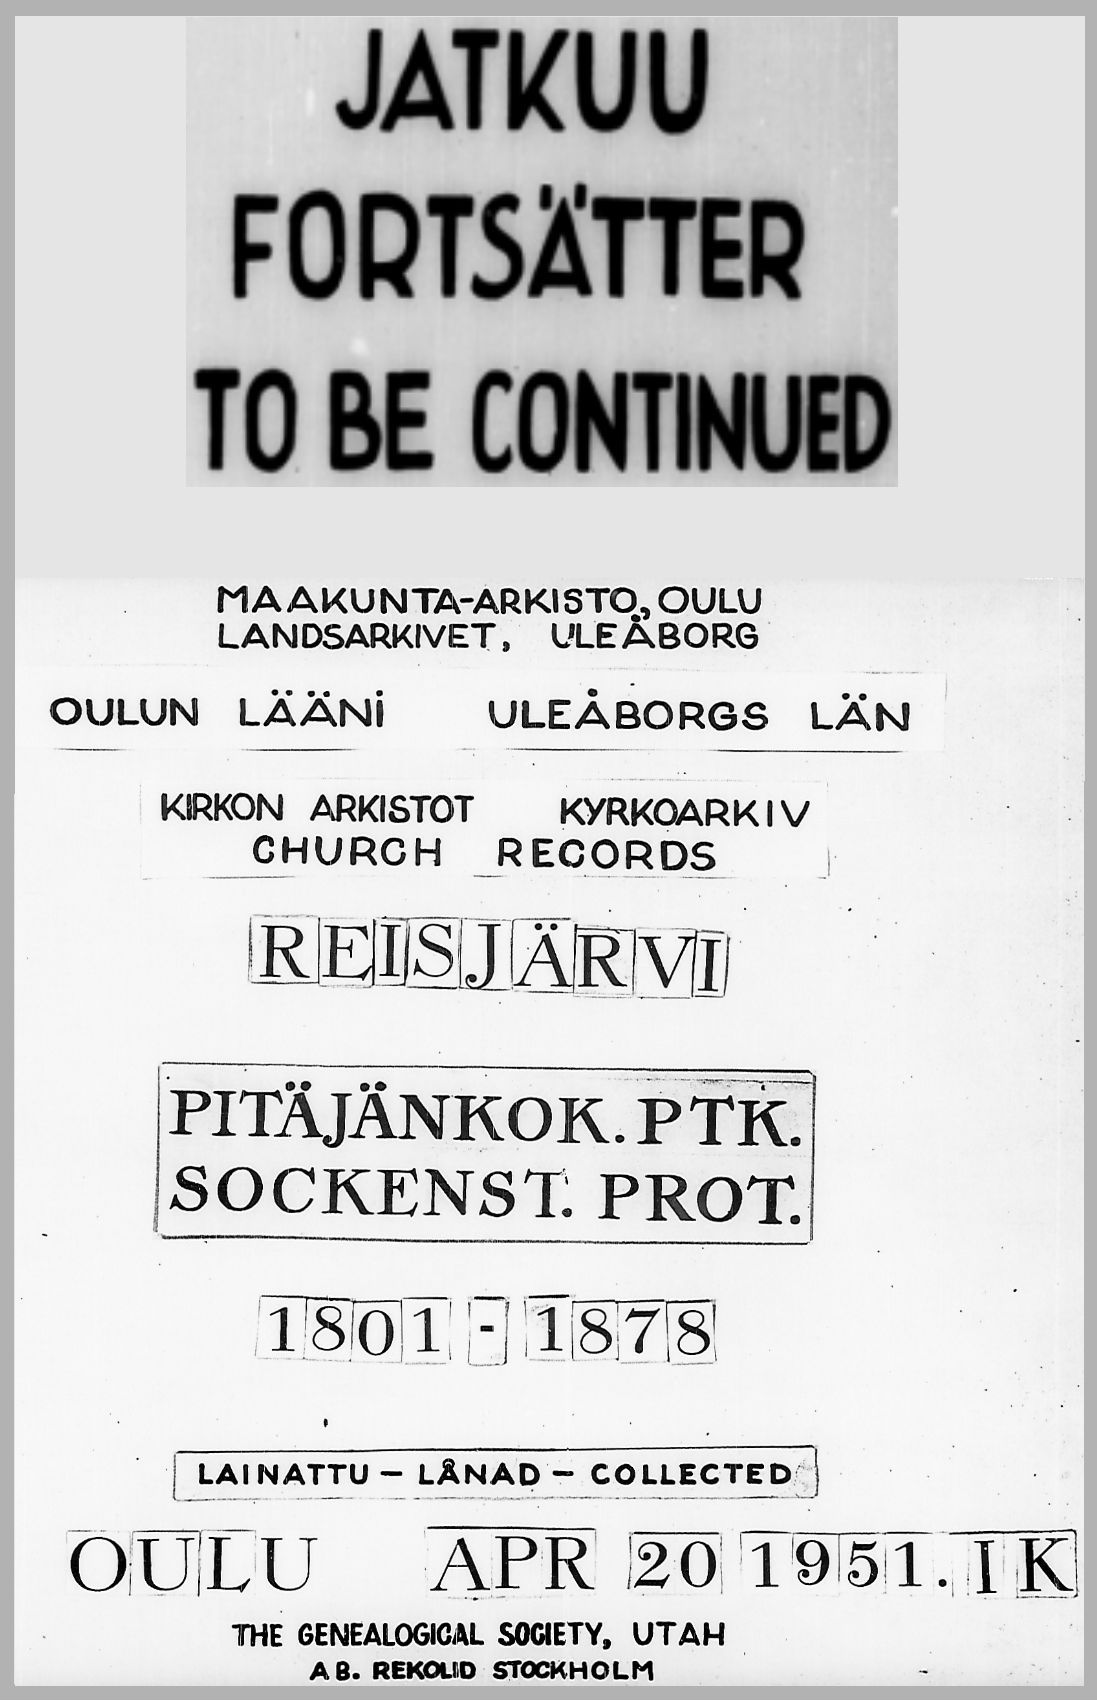 JATKUU
FORTSÄTTER
TO BE CONTINUED
MAAKUNTA-ARKISTO, OULU
LANDSARKIVET, ULEÅBORG
OULUN LÄÄNI ULEÅBORGS LÄN
KIRKON ARKISTOT KYRKOARKIV
CHURCH RECORDS
REISJÄRVI
PITÄJÄNKOK. PTK.
SOCKENST. PROT.
1801 - 1878
LAINATTU - LÅNAD - COLLECTED
OULU APR 20 1951. IK
THE GENEALOGICAL SOCIETY, UTAH
AB. REKOLID STOCKHOLM